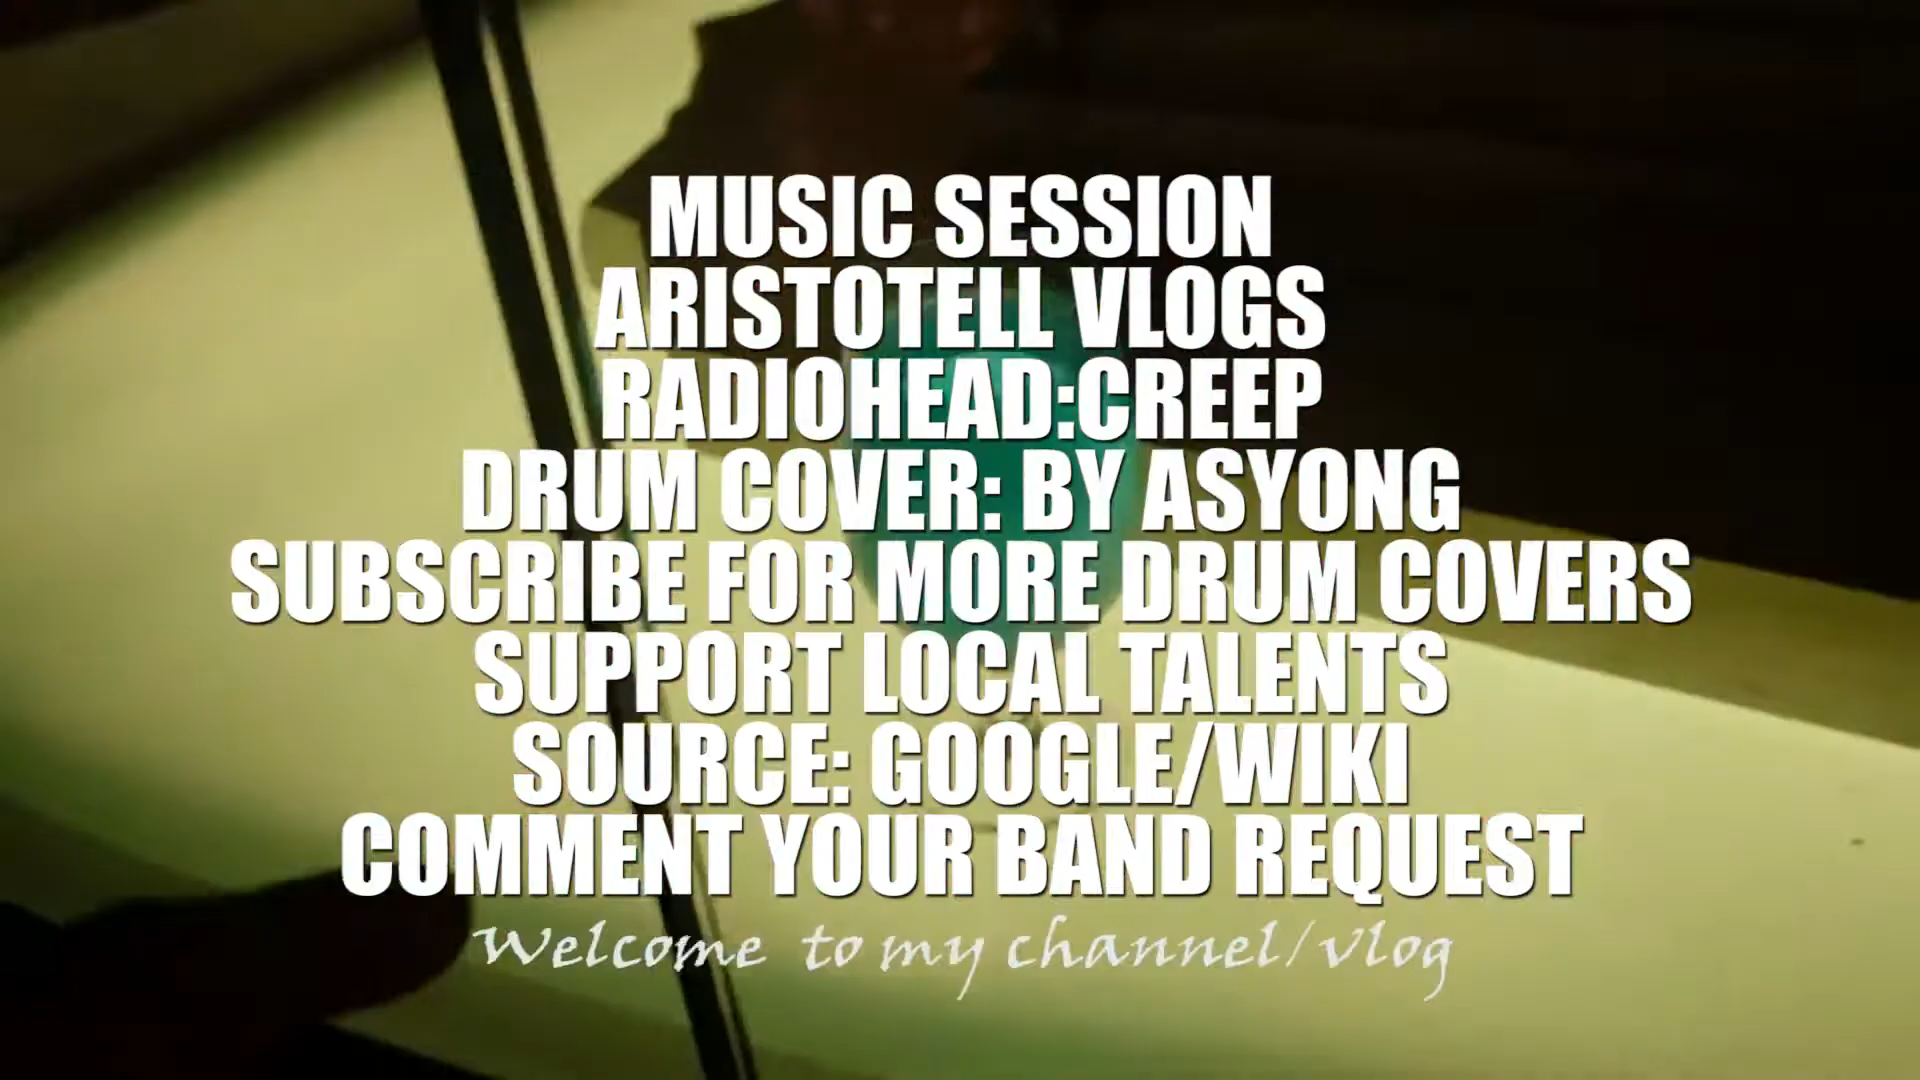 MUSIC SESSION
ARISTOTELL VLOGS
RADIOHEAD:CREEP
DRUM COVER: BY ASYONG
SUBSCRIBE FOR MORE DRUM COVERS
SUPPORT LOCAL TALENTS
SOURCE: GOOGLE/WIKI
COMMENT YOUR BAND REQUEST
Welcome to my channel/vlog